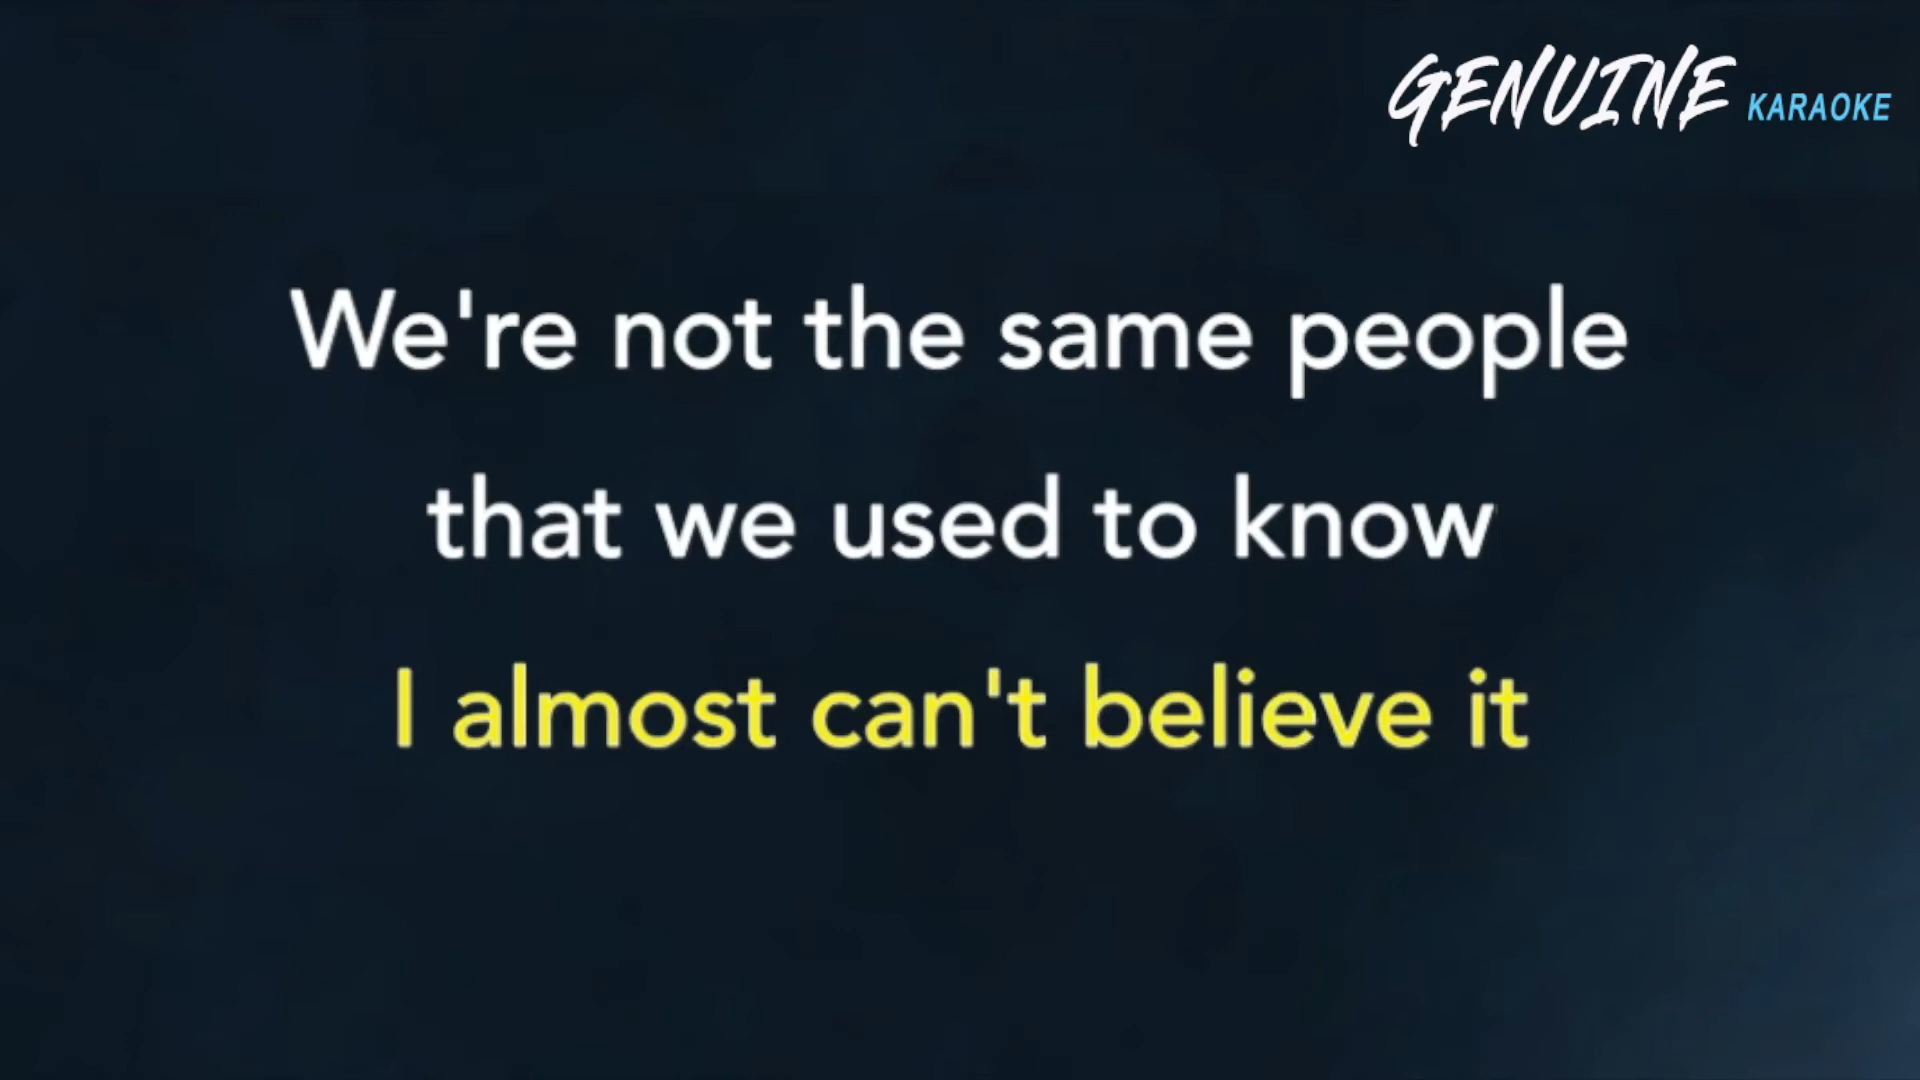 GENUINE KARAOKE
We're not the same people
that we used to know
I almost can't believe it